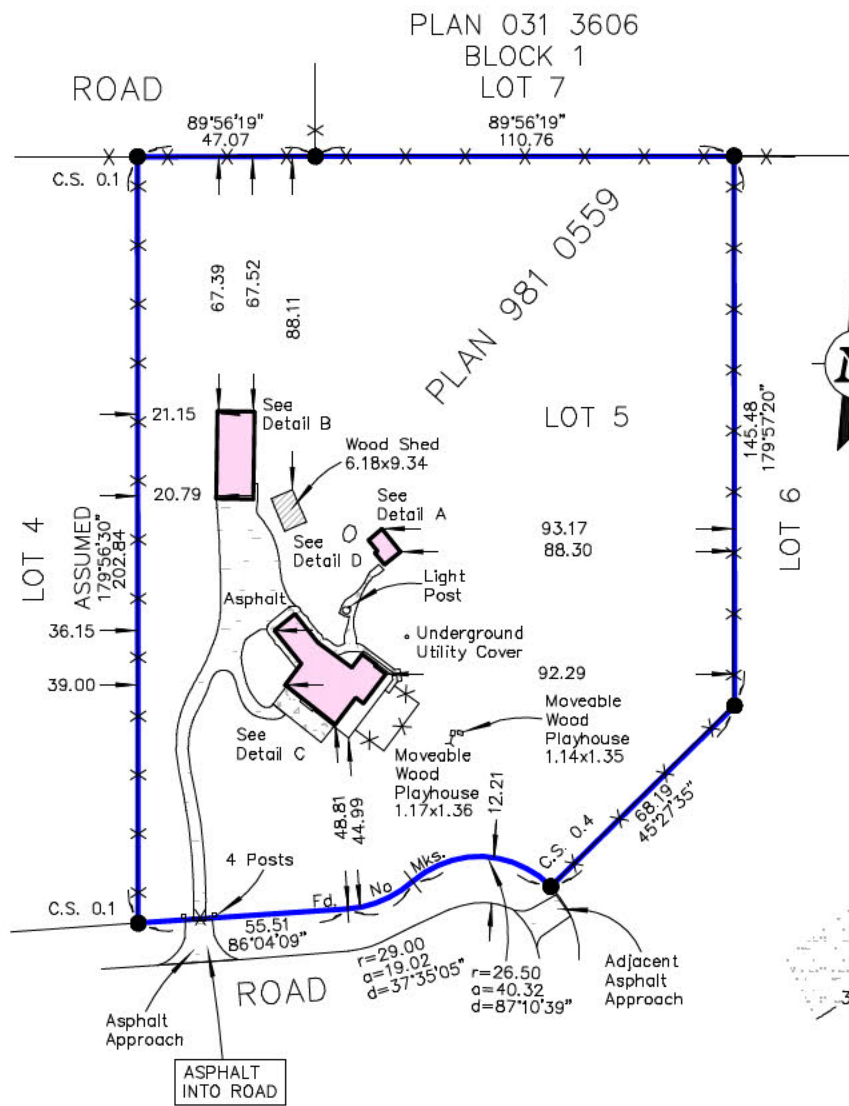 PLAN 031 3606
BLOCK 1
LOT 7
ROAD
89°56'19"
47.07
89°56'19"
110.76
C.S. 0.1
67.39
67.52
88.11
PLAN 981 0559
21.15
See
Detail B
LOT 5
145.48
179°57'20"
Wood Shed
6.18x9.34
20.79
See
Detail A
93.17
88.30
LOT 4
ASSUMED
179°56'30"
202.84
See
Detail D
LOT 6
Light
Post
Asphalt
36.15
Underground
Utility Cover
39.00
92.29
See
Detail C
Moveable
Wood
Playhouse
1.14x1.35
Moveable
Wood
Playhouse
1.17x1.36
48.81
44.99
12.21
68.19
45°27'35"
C.S. 0.4
4 Posts
C.S. 0.1
Fd. No Mks.
55.51
86°04'09"
r=29.00
a=19.02
d=37°35'05"
r=26.50
a=40.32
d=87°10'39"
Adjacent
Asphalt
Approach
ROAD
Asphalt
Approach
ASPHALT
INTO ROAD
3